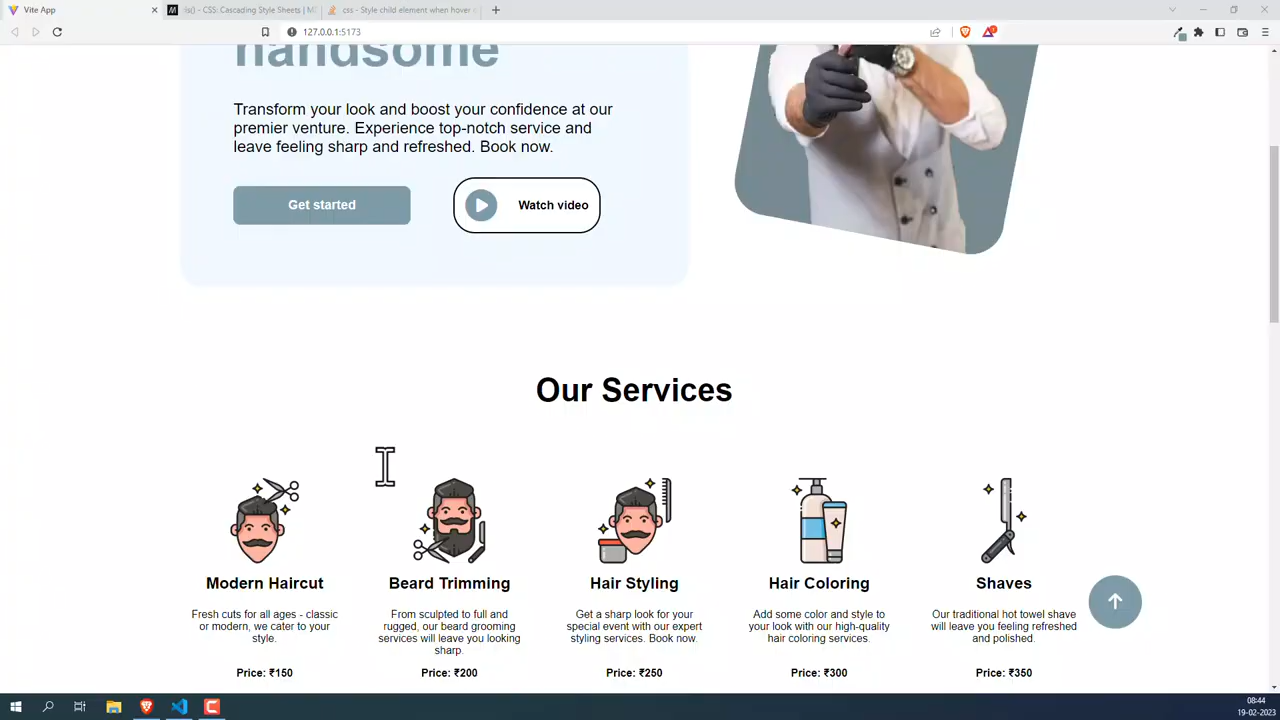 Vite App
:is() - CSS: Cascading Style Sheets | M
css - Style child element when hover
127.0.0.1:5173
handsome
Transform your look and boost your confidence at our
premier venture. Experience top-notch service and
leave feeling sharp and refreshed. Book now.
Get started
Watch video
Our Services
Modern Haircut
Fresh cuts for all ages - classic
or modern, we cater to your
style.
Price: ₹150
Beard Trimming
From sculpted to full and
rugged, our beard grooming
services will leave you looking
sharp.
Price: ₹200
Hair Styling
Get a sharp look for your
special event with our expert
styling services. Book now.
Price: ₹250
Hair Coloring
Add some color and style to
your look with our high-quality
hair coloring services.
Price: ₹300
Shaves
Our traditional hot towel shave
will leave you feeling refreshed
and polished.
Price: ₹350
08:44
19-02-2023